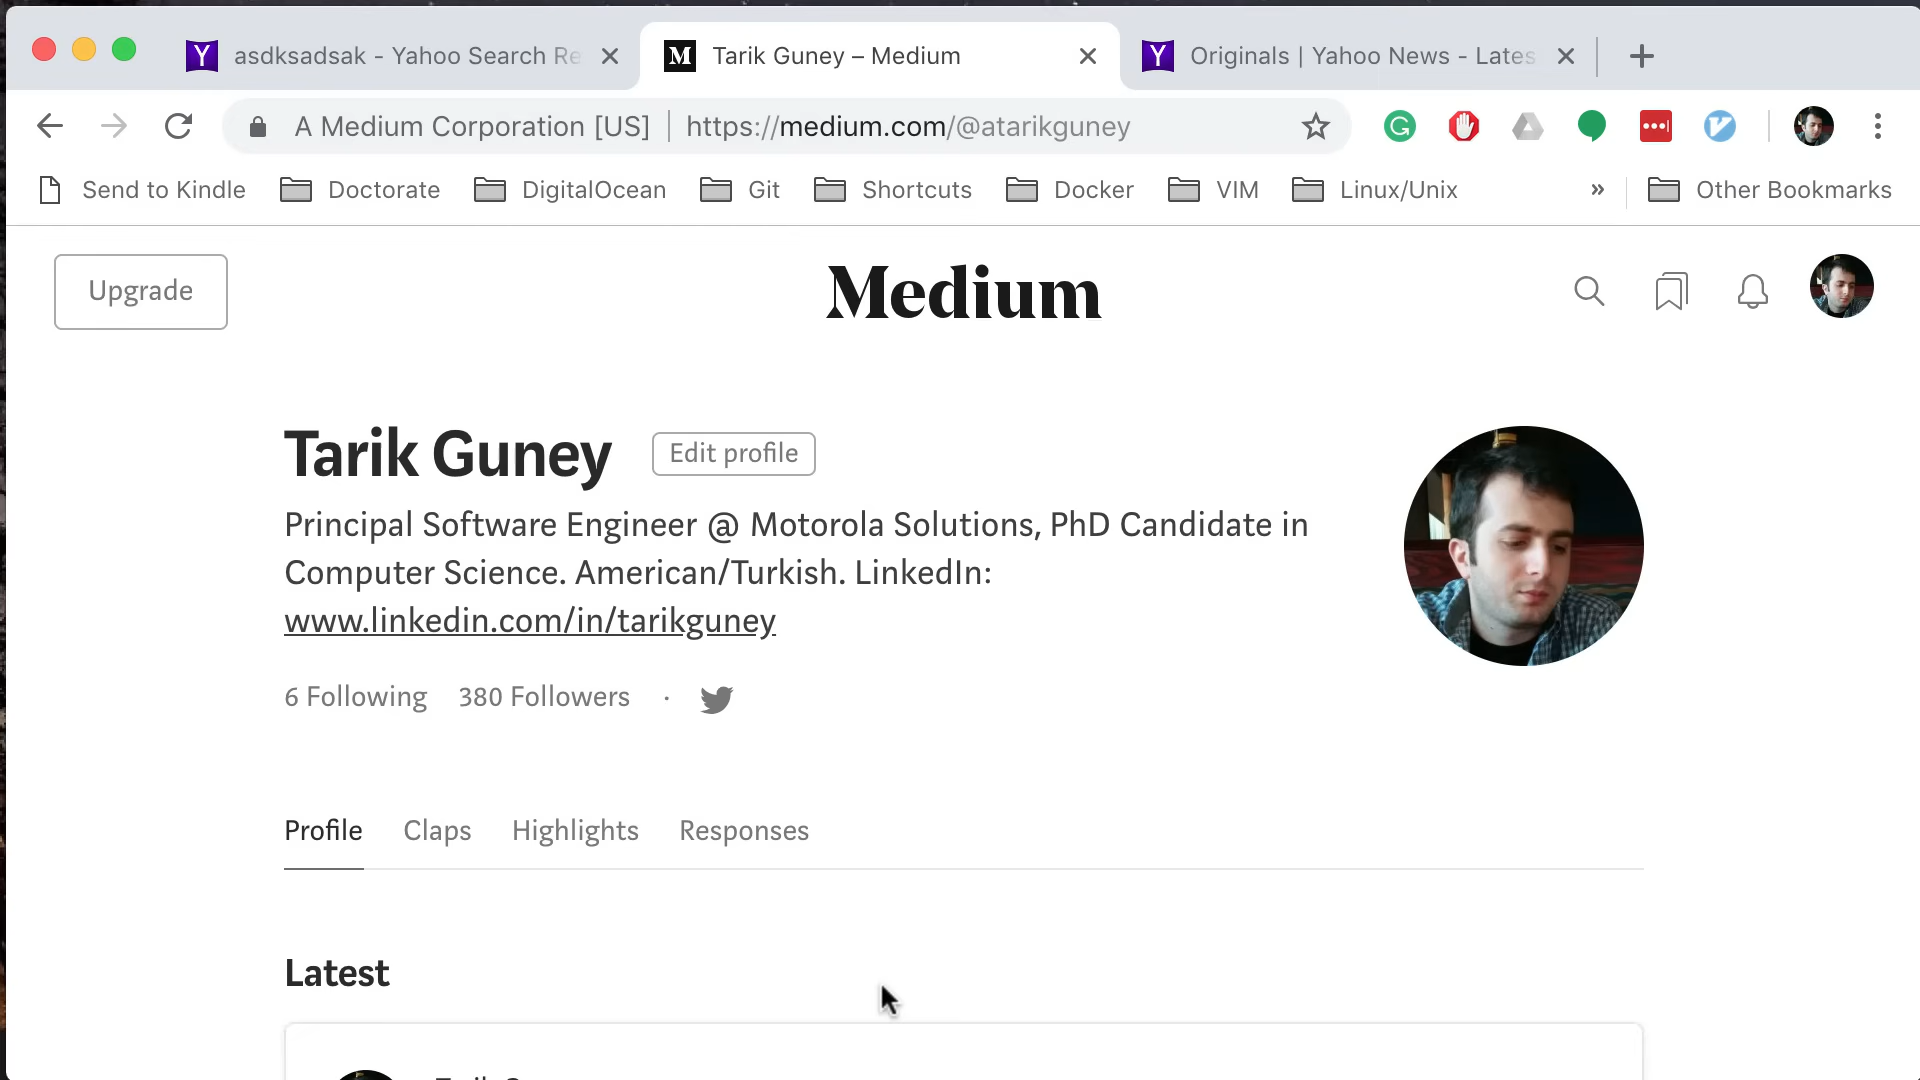 asdksadsak - Yahoo Search Re
Tarik Guney – Medium
Originals | Yahoo News - Lates
A Medium Corporation [US] | https://medium.com/@atarikguney
Send to Kindle Doctorate DigitalOcean Git Shortcuts Docker VIM Linux/Unix » Other Bookmarks
Upgrade
Medium
Tarik Guney Edit profile
Principal Software Engineer @ Motorola Solutions, PhD Candidate in
Computer Science. American/Turkish. LinkedIn:
www.linkedin.com/in/tarikguney
6 Following 380 Followers ·
Profile Claps Highlights Responses
Latest